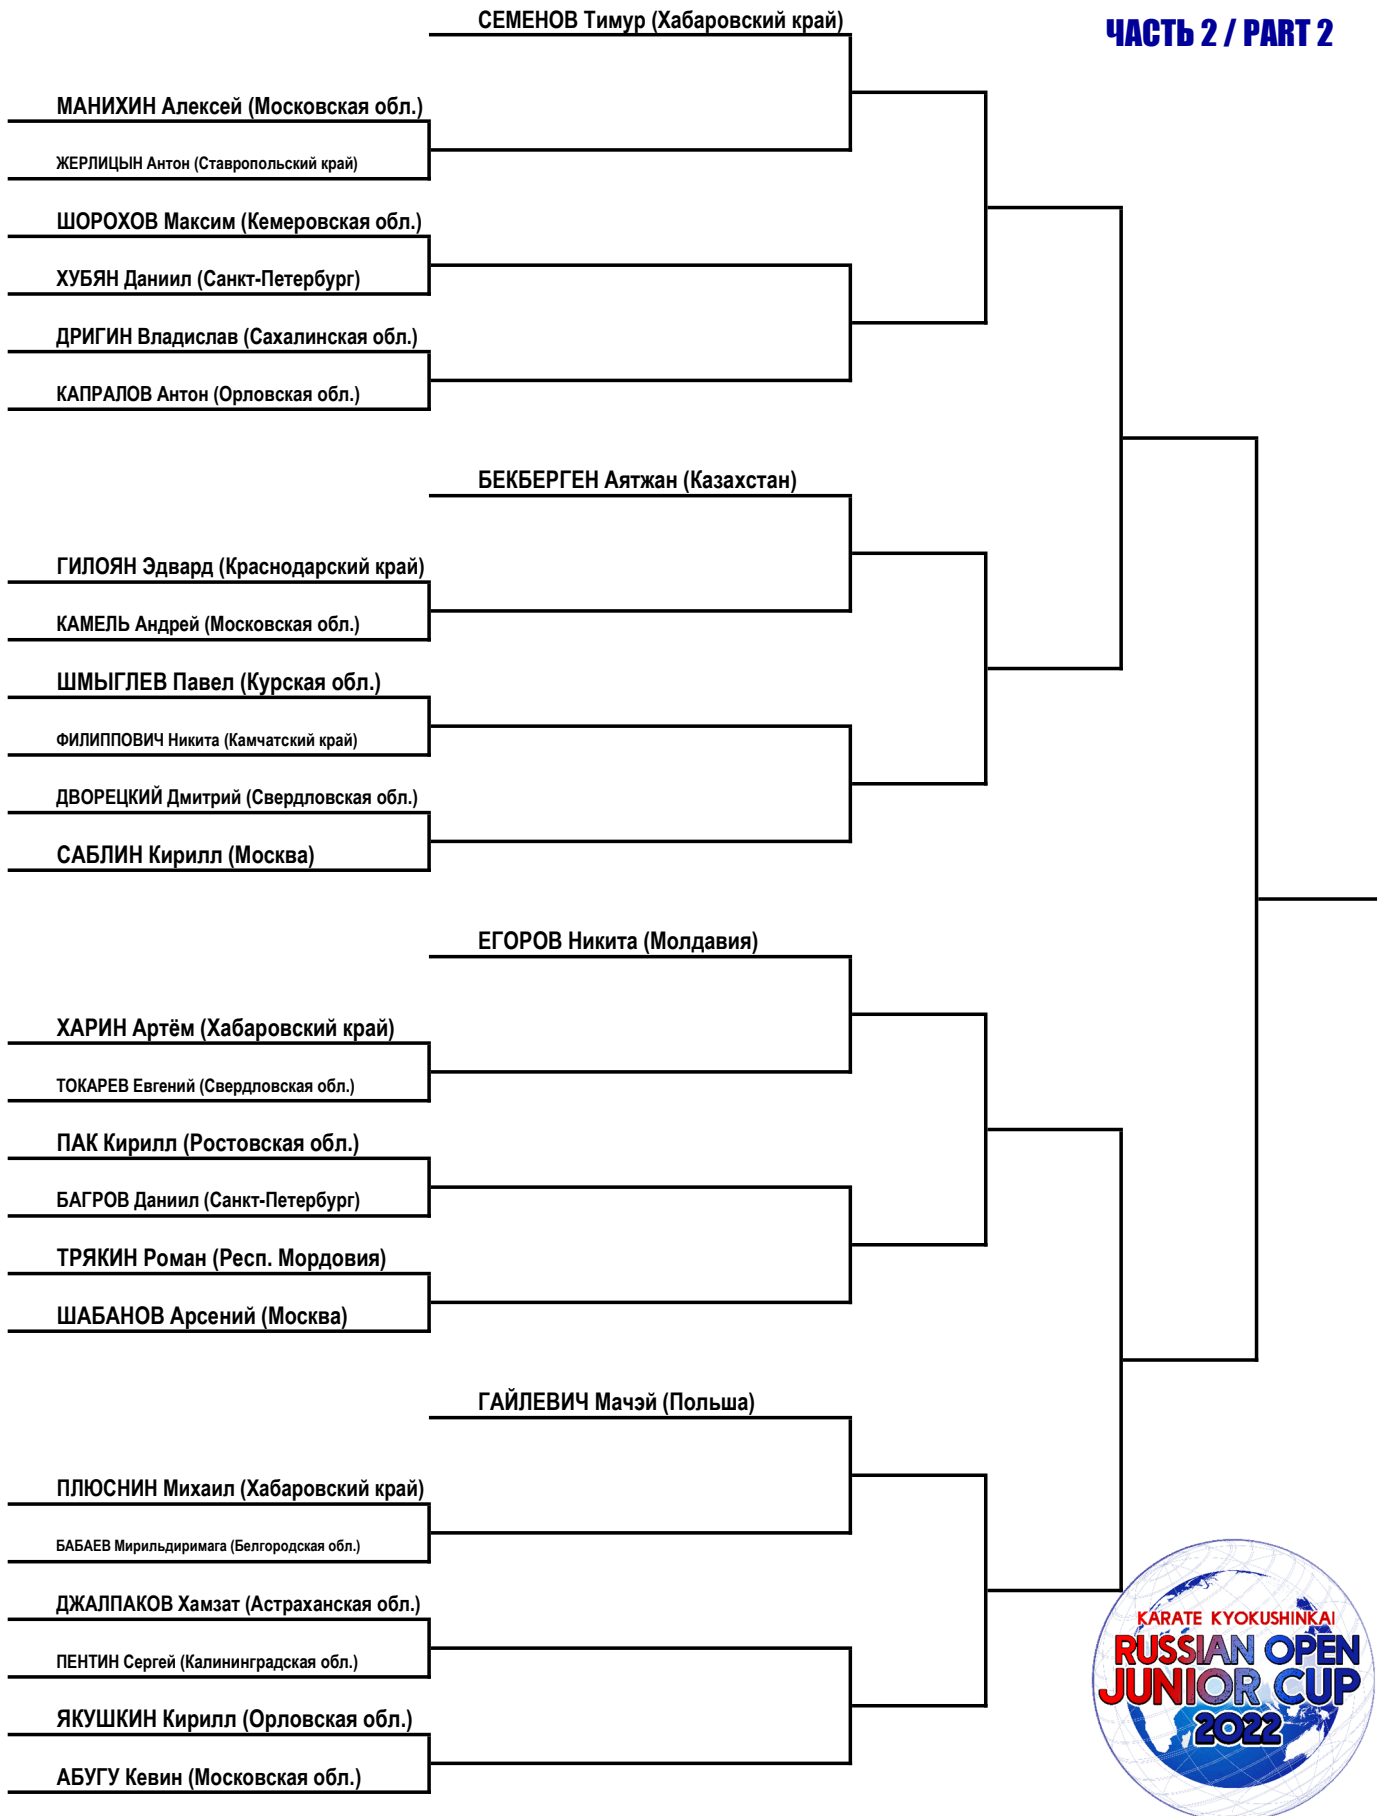 СЕМЕНОВ Тимур (Хабаровский край)
ЧАСТЬ 2 / PART 2
МАНИХИН Алексей (Московская обл.)
ЖЕРЛИЦЫН Антон (Ставропольский край)
ШОРОХОВ Максим (Кемеровская обл.)
ХУБЯН Даниил (Санкт-Петербург)
ДРИГИН Владислав (Сахалинская обл.)
КАПРАЛОВ Антон (Орловская обл.)
БЕКБЕРГЕН Аятжан (Казахстан)
ГИЛОЯН Эдвард (Краснодарский край)
КАМЕЛЬ Андрей (Московская обл.)
ШМЫГЛЕВ Павел (Курская обл.)
ФИЛИППОВИЧ Никита (Камчатский край)
ДВОРЕЦКИЙ Дмитрий (Свердловская обл.)
САБЛИН Кирилл (Москва)
ЕГОРОВ Никита (Молдавия)
ХАРИН Артём (Хабаровский край)
ТОКАРЕВ Евгений (Свердловская обл.)
ПАК Кирилл (Ростовская обл.)
БАГРОВ Даниил (Санкт-Петербург)
ТРЯКИН Роман (Респ. Мордовия)
ШАБАНОВ Арсений (Москва)
ГАЙЛЕВИЧ Мачэй (Польша)
ПЛЮСНИН Михаил (Хабаровский край)
БАБАЕВ Мирильдиримага (Белгородская обл.)
ДЖАЛПАКОВ Хамзат (Астраханская обл.)
ПЕНТИН Сергей (Калининградская обл.)
ЯКУШКИН Кирилл (Орловская обл.)
АБУГУ Кевин (Московская обл.)
KARATE KYOKUSHINKAI
RUSSIAN OPEN
JUNIOR CUP
2022